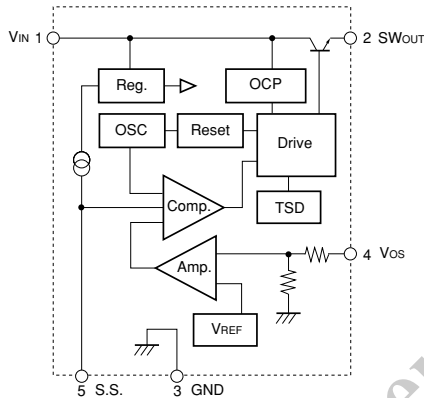 VIN 1
2 SWOUT
Reg.
OCP
OSC
Reset
Drive
Comp.
TSD
Amp.
4 VOS
VREF
5 S.S.
3 GND